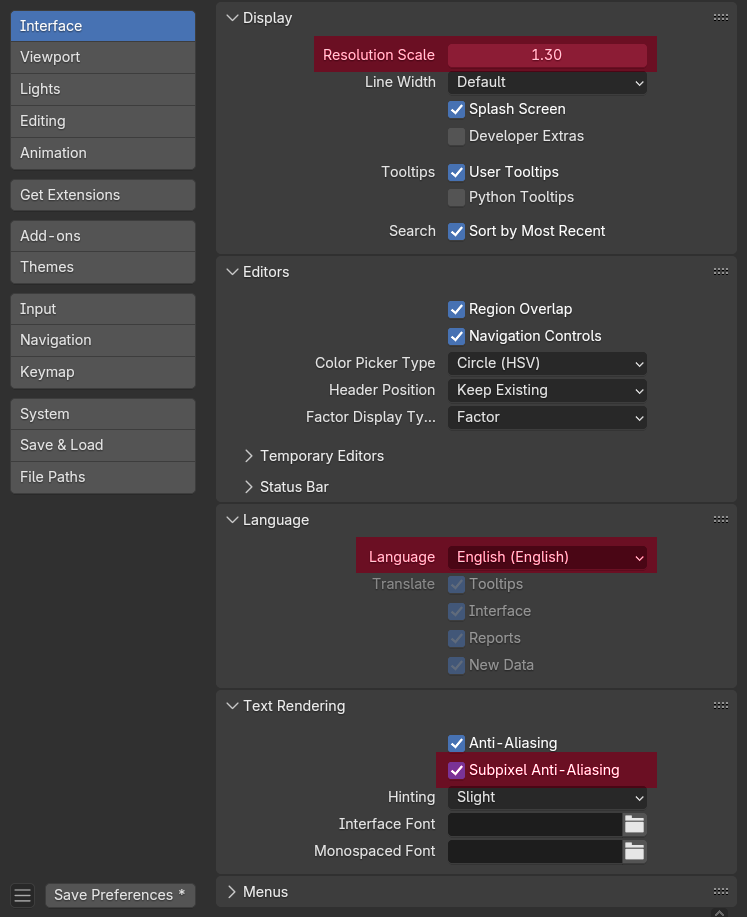 Interface
Viewport
Lights
Editing
Animation
Get Extensions
Add-ons
Themes
Input
Navigation
Keymap
System
Save & Load
File Paths
Save Preferences *
Display
Resolution Scale 1.30
Line Width Default
Splash Screen
Developer Extras
Tooltips User Tooltips
Python Tooltips
Search Sort by Most Recent
Editors
Region Overlap
Navigation Controls
Color Picker Type Circle (HSV)
Header Position Keep Existing
Factor Display Ty... Factor
Temporary Editors
Status Bar
Language
Language English (English)
Translate Tooltips
Interface
Reports
New Data
Text Rendering
Anti-Aliasing
Subpixel Anti-Aliasing
Hinting Slight
Interface Font
Monospaced Font
Menus